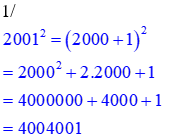 1/
2001² = (2000 + 1)²
= 2000² + 2.2000 + 1
= 4000000 + 4000 + 1
= 4004001